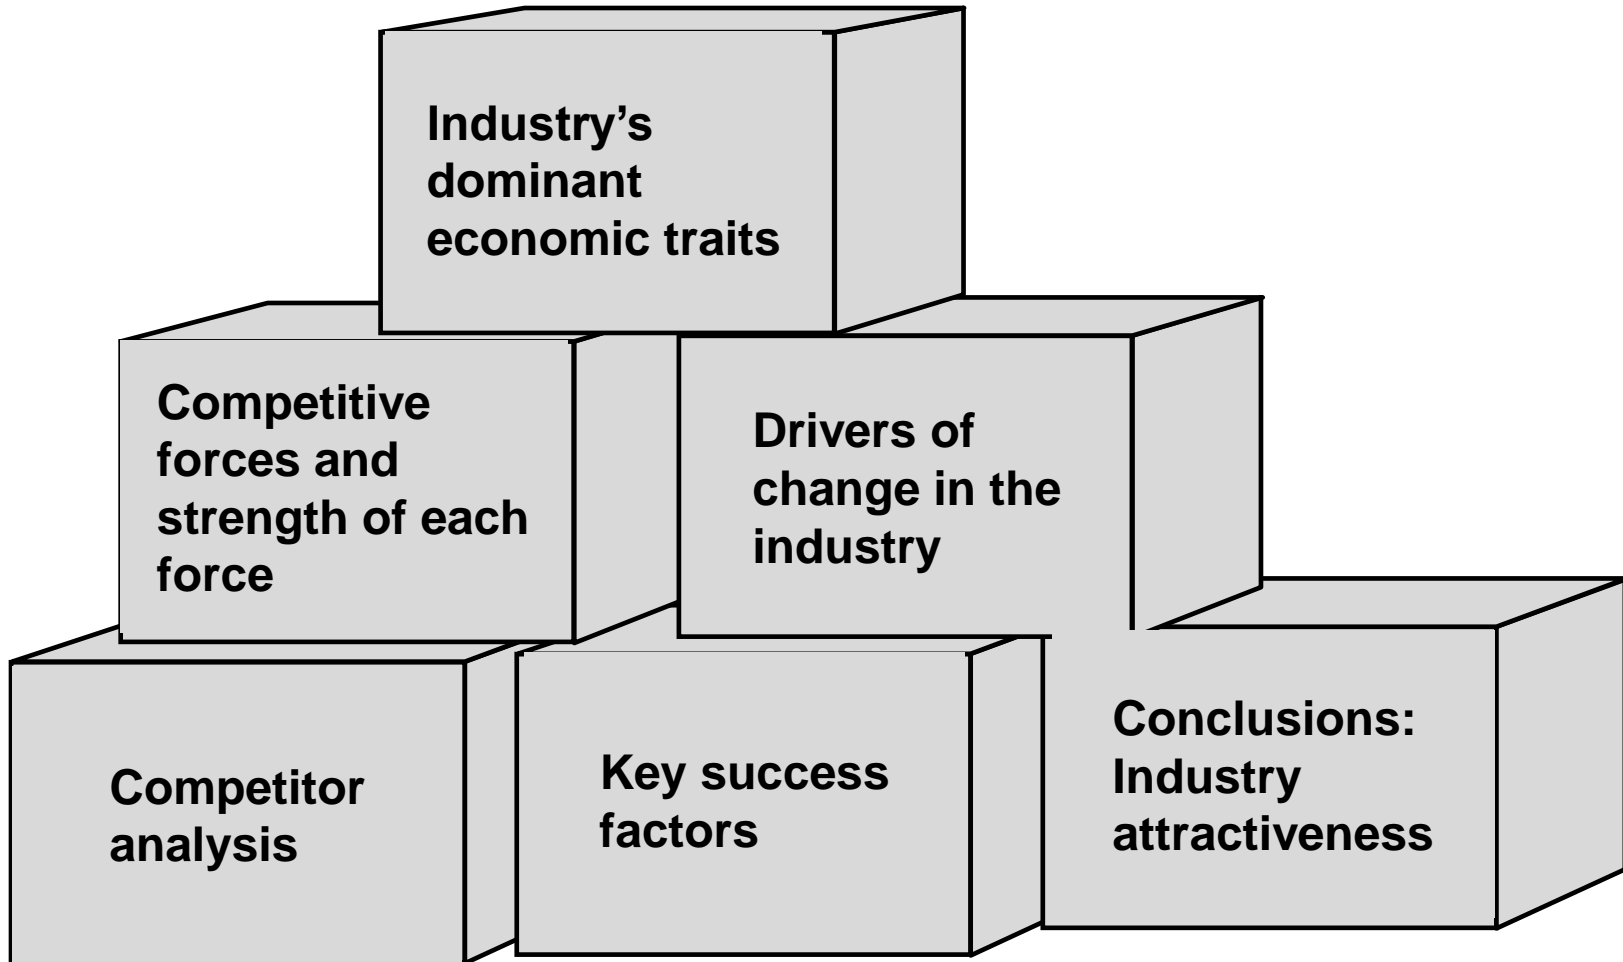 Industry’s
dominant
economic traits
Competitive
forces and
strength of each
force
Drivers of
change in the
industry
Competitor
analysis
Key success
factors
Conclusions:
Industry
attractiveness